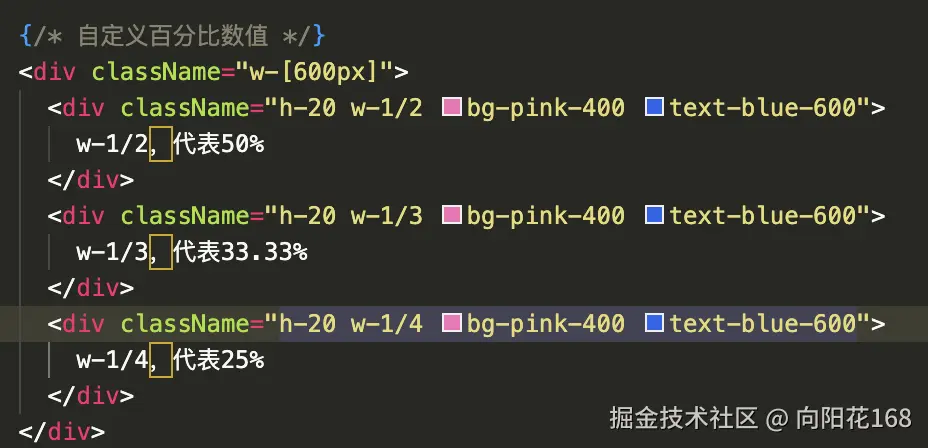 {/* 自定义百分比数值 */}
<div className="w-[600px]">
<div className="h-20 w-1/2 bg-pink-400 text-blue-600">
w-1/2，代表50%
</div>
<div className="h-20 w-1/3 bg-pink-400 text-blue-600">
w-1/3，代表33.33%
</div>
<div className="h-20 w-1/4 bg-pink-400 text-blue-600">
w-1/4，代表25%
</div>
</div>
掘金技术社区 @ 向阳花168